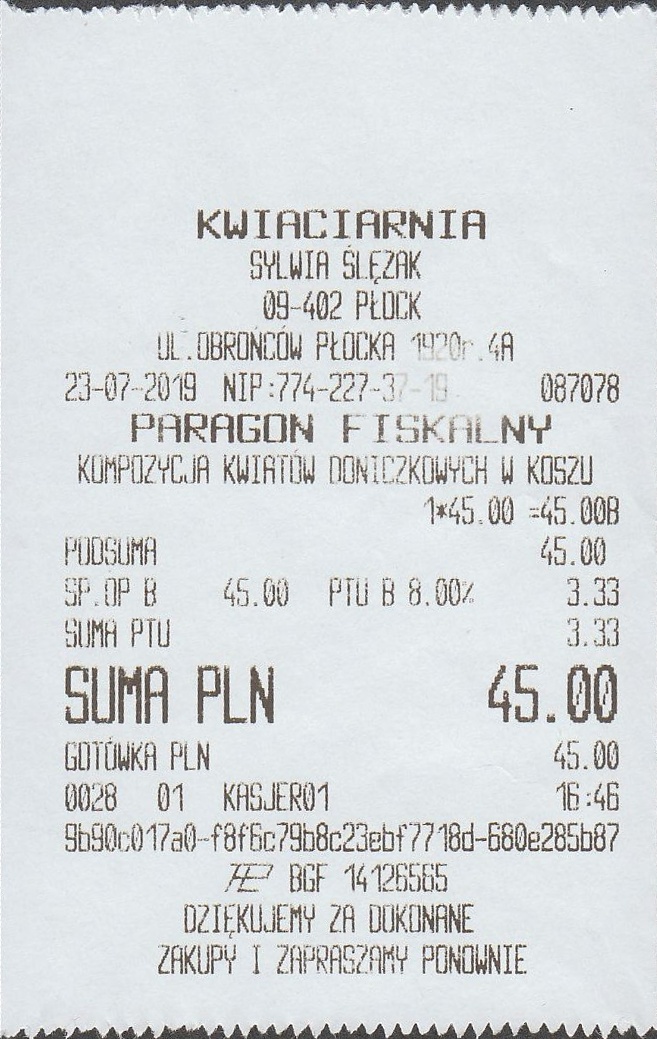 KWIACIARNIA
SYLWIA ŚLĘZAK
09-402 PŁOCK
UL.OBROŃCÓW PŁOCKA 1920r.4A
23-07-2019 NIP:774-227-37-19 087078
PARAGON FISKALNY
KOMPOZYCJA KWIATÓW DONICZKOWYCH W KOSZU
1*45.00 =45.00B
PODSUMA 45.00
SP.OP B 45.00 PTU B 8.00% 3.33
SUMA PTU 3.33
SUMA PLN 45.00
GOTÓWKA PLN 45.00
0028 01 KASJER01 16:46
9b90c017a0-f8f6c79b8c23ebf7718d-680e285b87
BGF 14126565
DZIĘKUJEMY ZA DOKONANE
ZAKUPY I ZAPRASZAMY PONOWNIE